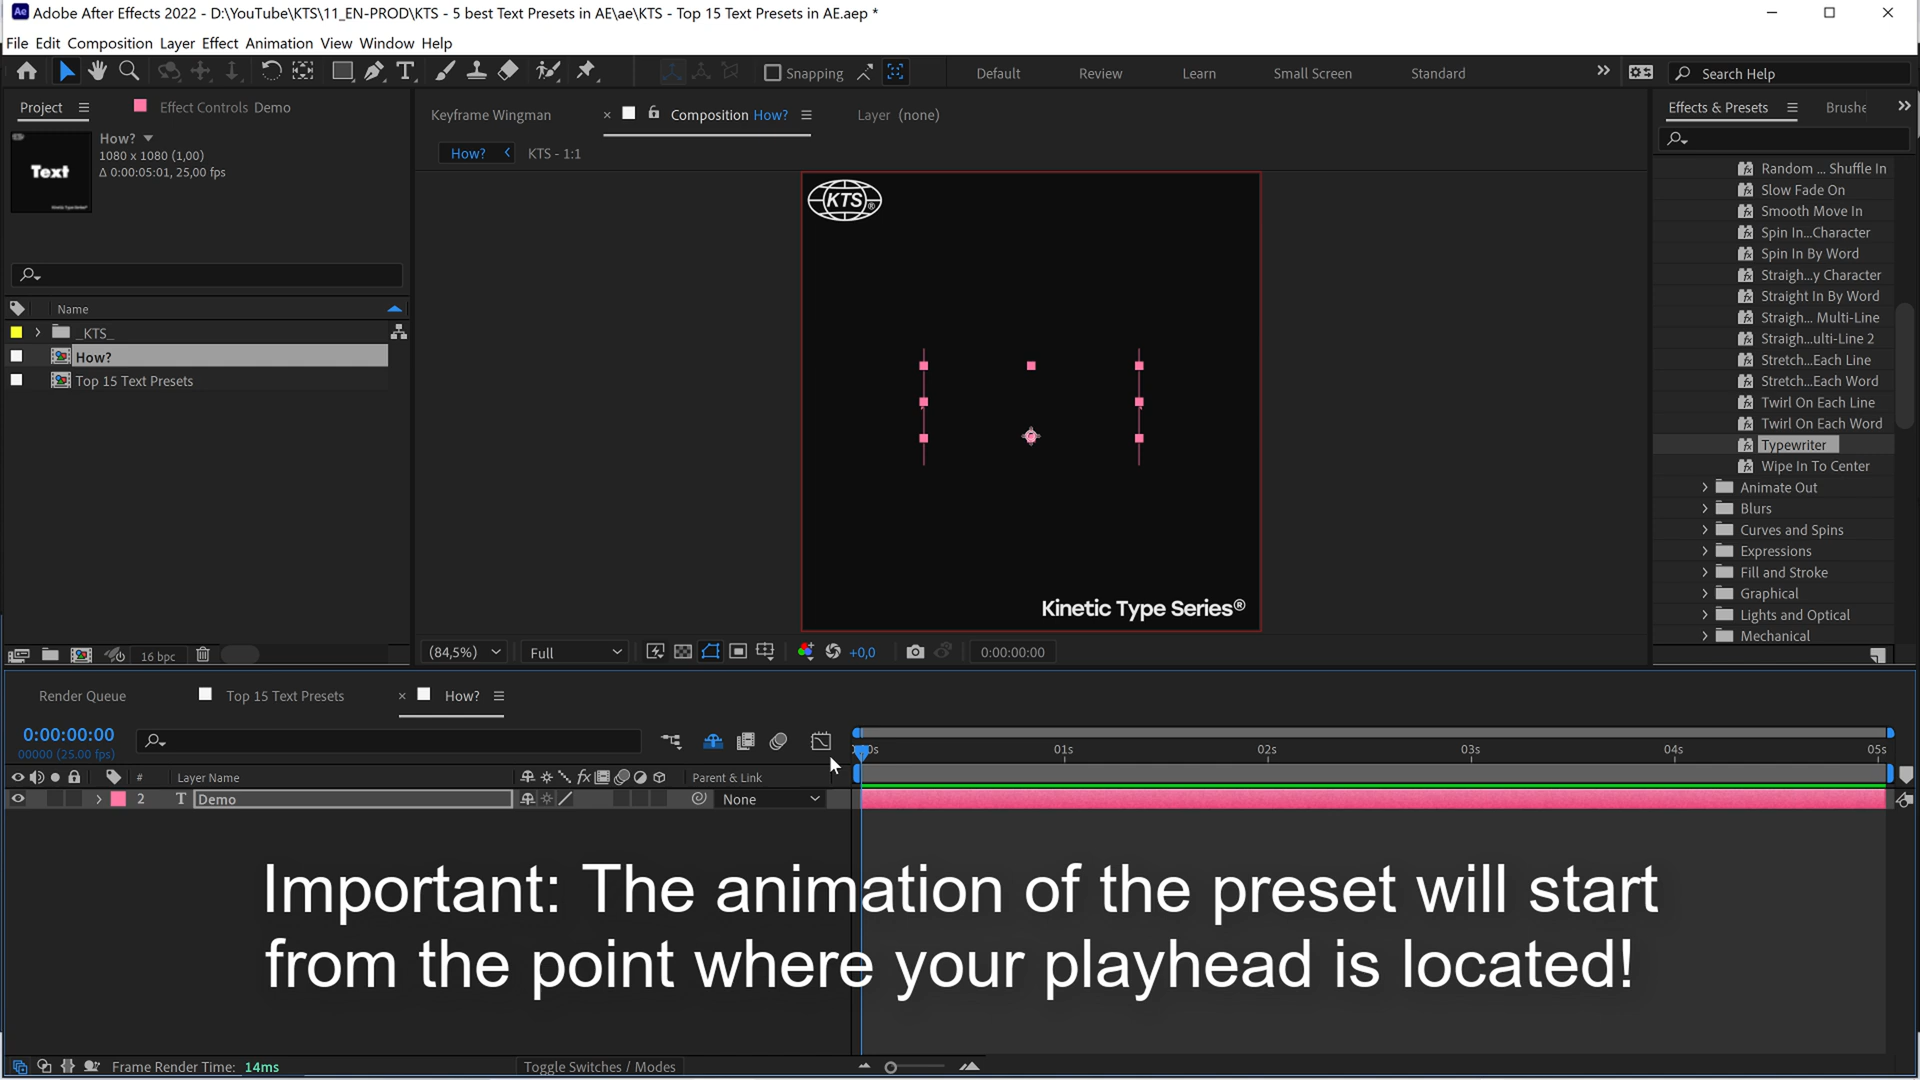 Adobe After Effects 2022 - D:\YouTube\KTS\11_EN-PROD\KTS - 5 best Text Presets in AE\ae\KTS - Top 15 Text Presets in AE.aep *
File Edit Composition Layer Effect Animation View Window Help
Snapping
Default Review Learn Small Screen Standard
Search Help
Project Effect Controls Demo
Keyframe Wingman
Composition How?
Layer (none)
Effects & Presets Brushe
How?
1080 x 1080 (1,00)
Δ 0:00:05:01, 25,00 fps
Text
How? KTS - 1:1
KTS®
Name
_KTS_
How?
Top 15 Text Presets
Random ... Shuffle In
Slow Fade On
Smooth Move In
Spin In...Character
Spin In By Word
Straigh...y Character
Straight In By Word
Straigh... Multi-Line
Straigh...ulti-Line 2
Stretch...Each Line
Stretch...Each Word
Twirl On Each Line
Twirl On Each Word
Typewriter
Wipe In To Center
Animate Out
Blurs
Curves and Spins
Expressions
Fill and Stroke
Graphical
Lights and Optical
Mechanical
Kinetic Type Series®
16 bpc
(84,5%) Full +0,0 0:00:00:00
Render Queue Top 15 Text Presets How?
0:00:00:00
00000 (25.00 fps)
01s 02s 03s 04s 05s
# Layer Name Parent & Link
2 T Demo None
Important: The animation of the preset will start
from the point where your playhead is located!
Frame Render Time: 14ms
Toggle Switches / Modes